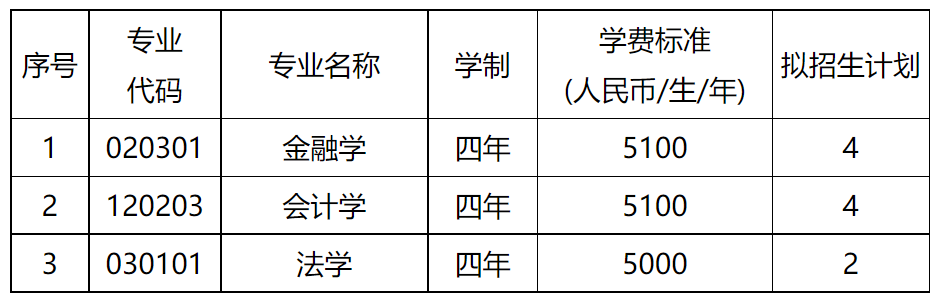 序号 专业代码 专业名称 学制 学费标准(人民币/生/年) 拟招生计划
1 020301 金融学 四年 5100 4
2 120203 会计学 四年 5100 4
3 030101 法学 四年 5000 2